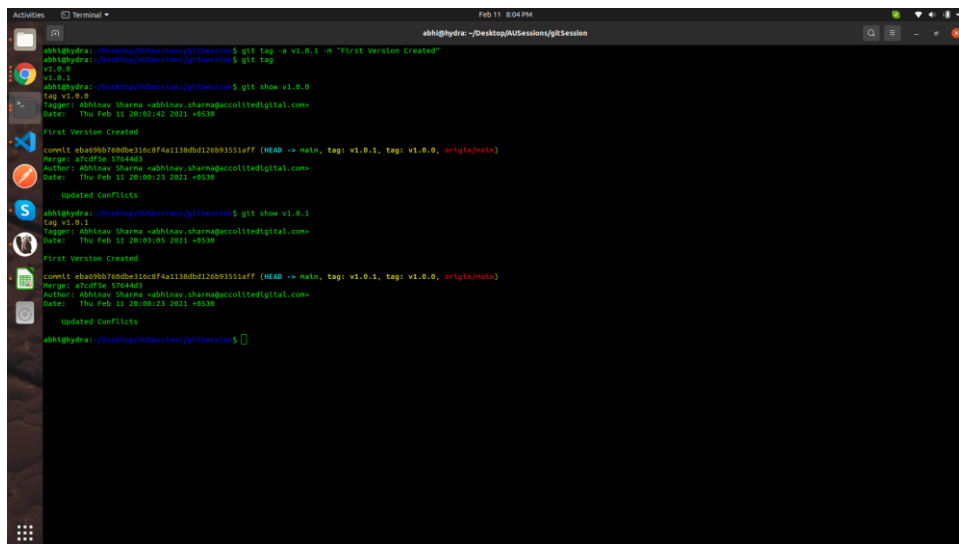 Activities Terminal Feb 11 8:04 PM
abhi@hydra: ~/Desktop/AUSessions/gitSession
abhi@hydra:~/Desktop/AUSessions/gitSession$ git tag -a v1.0.1 -m "First Version Created"
abhi@hydra:~/Desktop/AUSessions/gitSession$ git tag
v1.0.0
v1.0.1
abhi@hydra:~/Desktop/AUSessions/gitSession$ git show v1.0.0
tag v1.0.0
Tagger: Abhinav Sharma <abhinav.sharma@accolitedigital.com>
Date: Thu Feb 11 20:02:42 2021 +0530
First Version Created
commit eba69bb760dbe316c8f4a1138dbd126b93551aff (HEAD -> main, tag: v1.0.1, tag: v1.0.0, origin/main)
Merge: a7cdf5e 57644d3
Author: Abhinav Sharma <abhinav.sharma@accolitedigital.com>
Date: Thu Feb 11 20:00:23 2021 +0530
Updated Conflicts
abhi@hydra:~/Desktop/AUSessions/gitSession$ git show v1.0.1
tag v1.0.1
Tagger: Abhinav Sharma <abhinav.sharma@accolitedigital.com>
Date: Thu Feb 11 20:03:05 2021 +0530
First Version Created
commit eba69bb760dbe316c8f4a1138dbd126b93551aff (HEAD -> main, tag: v1.0.1, tag: v1.0.0, origin/main)
Merge: a7cdf5e 57644d3
Author: Abhinav Sharma <abhinav.sharma@accolitedigital.com>
Date: Thu Feb 11 20:00:23 2021 +0530
Updated Conflicts
abhi@hydra:~/Desktop/AUSessions/gitSession$